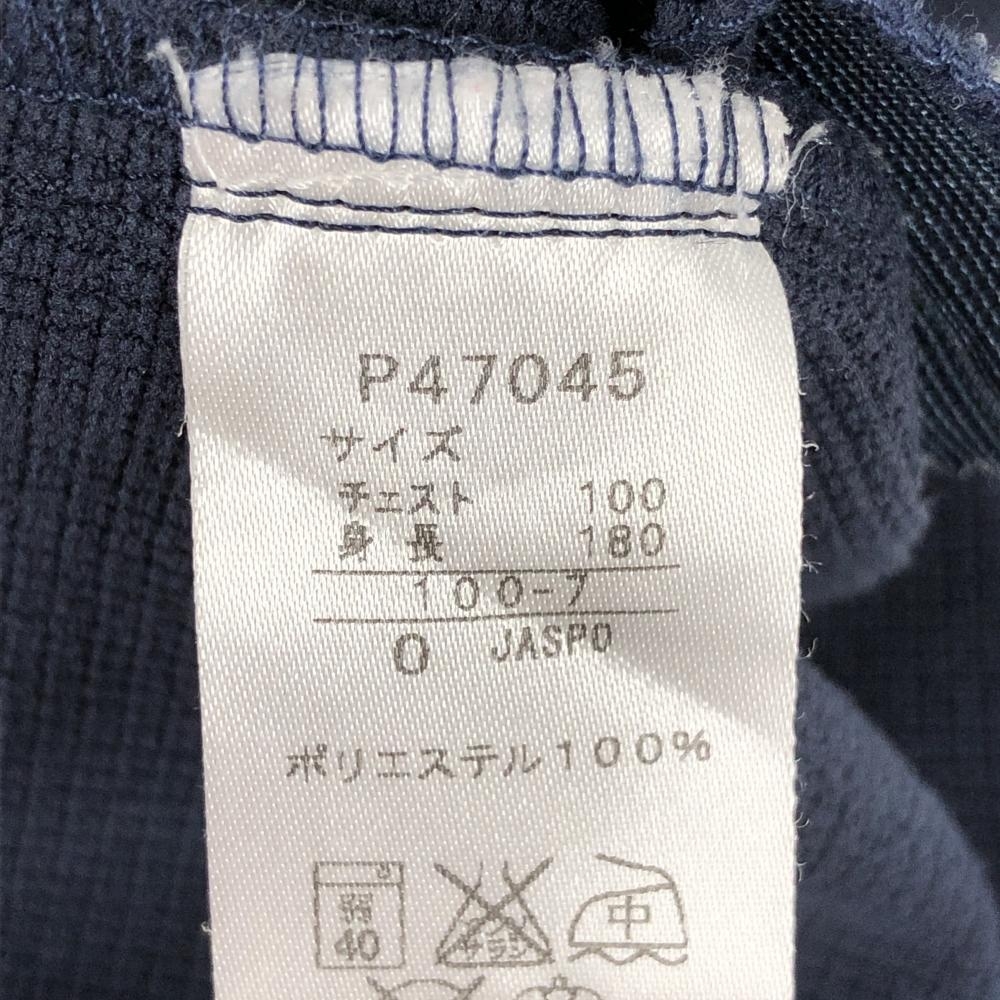 P47045
サイズ
チェスト 100
身長 180
100-7
O JASPO
ポリエステル100%
弱 中
40